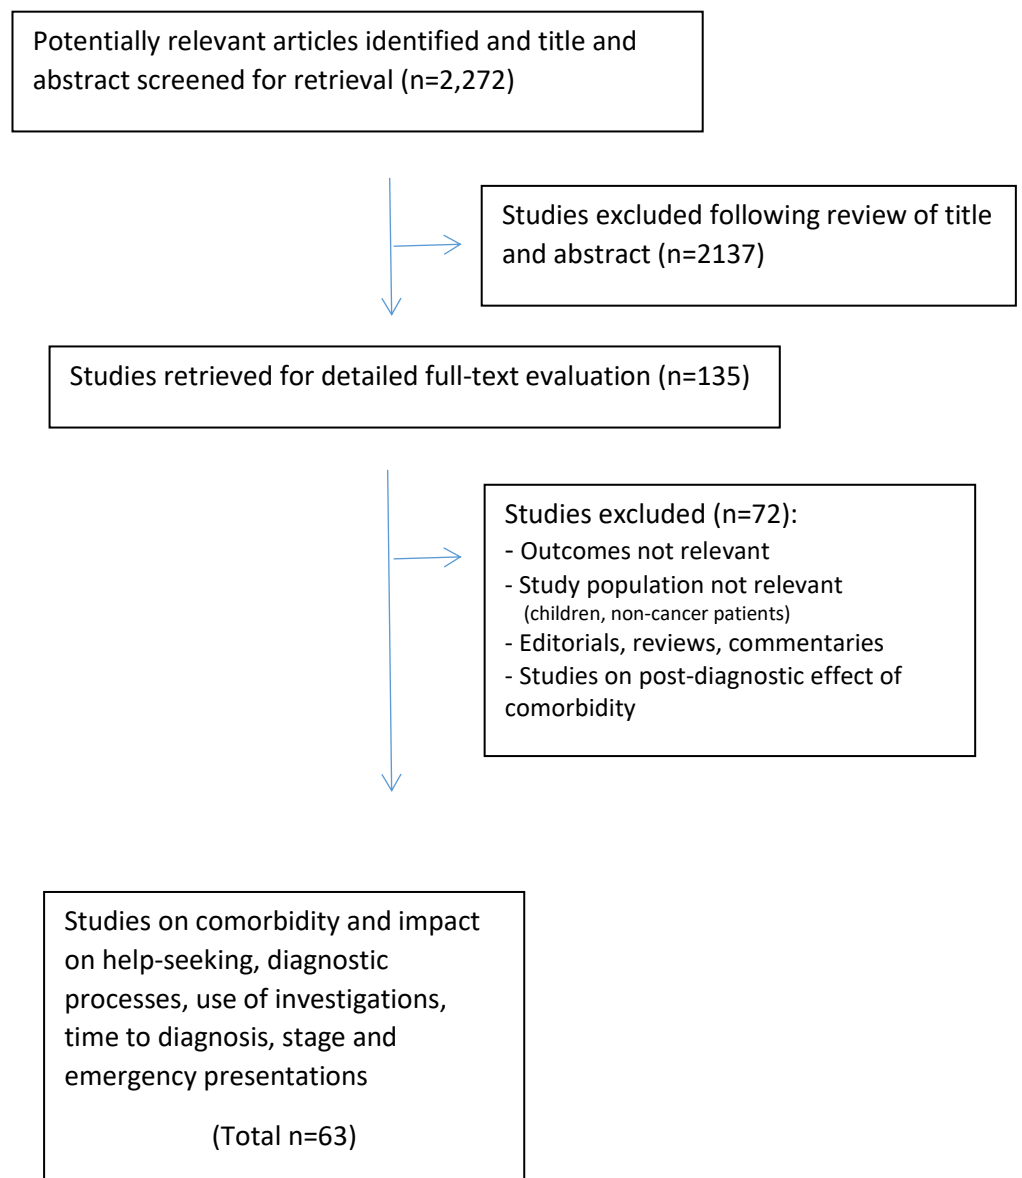 Potentially relevant articles identified and title and
abstract screened for retrieval (n=2,272)
Studies excluded following review of title
and abstract (n=2137)
Studies retrieved for detailed full-text evaluation (n=135)
Studies excluded (n=72):
- Outcomes not relevant
- Study population not relevant
(children, non-cancer patients)
- Editorials, reviews, commentaries
- Studies on post-diagnostic effect of
comorbidity
Studies on comorbidity and impact
on help-seeking, diagnostic
processes, use of investigations,
time to diagnosis, stage and
emergency presentations
(Total n=63)